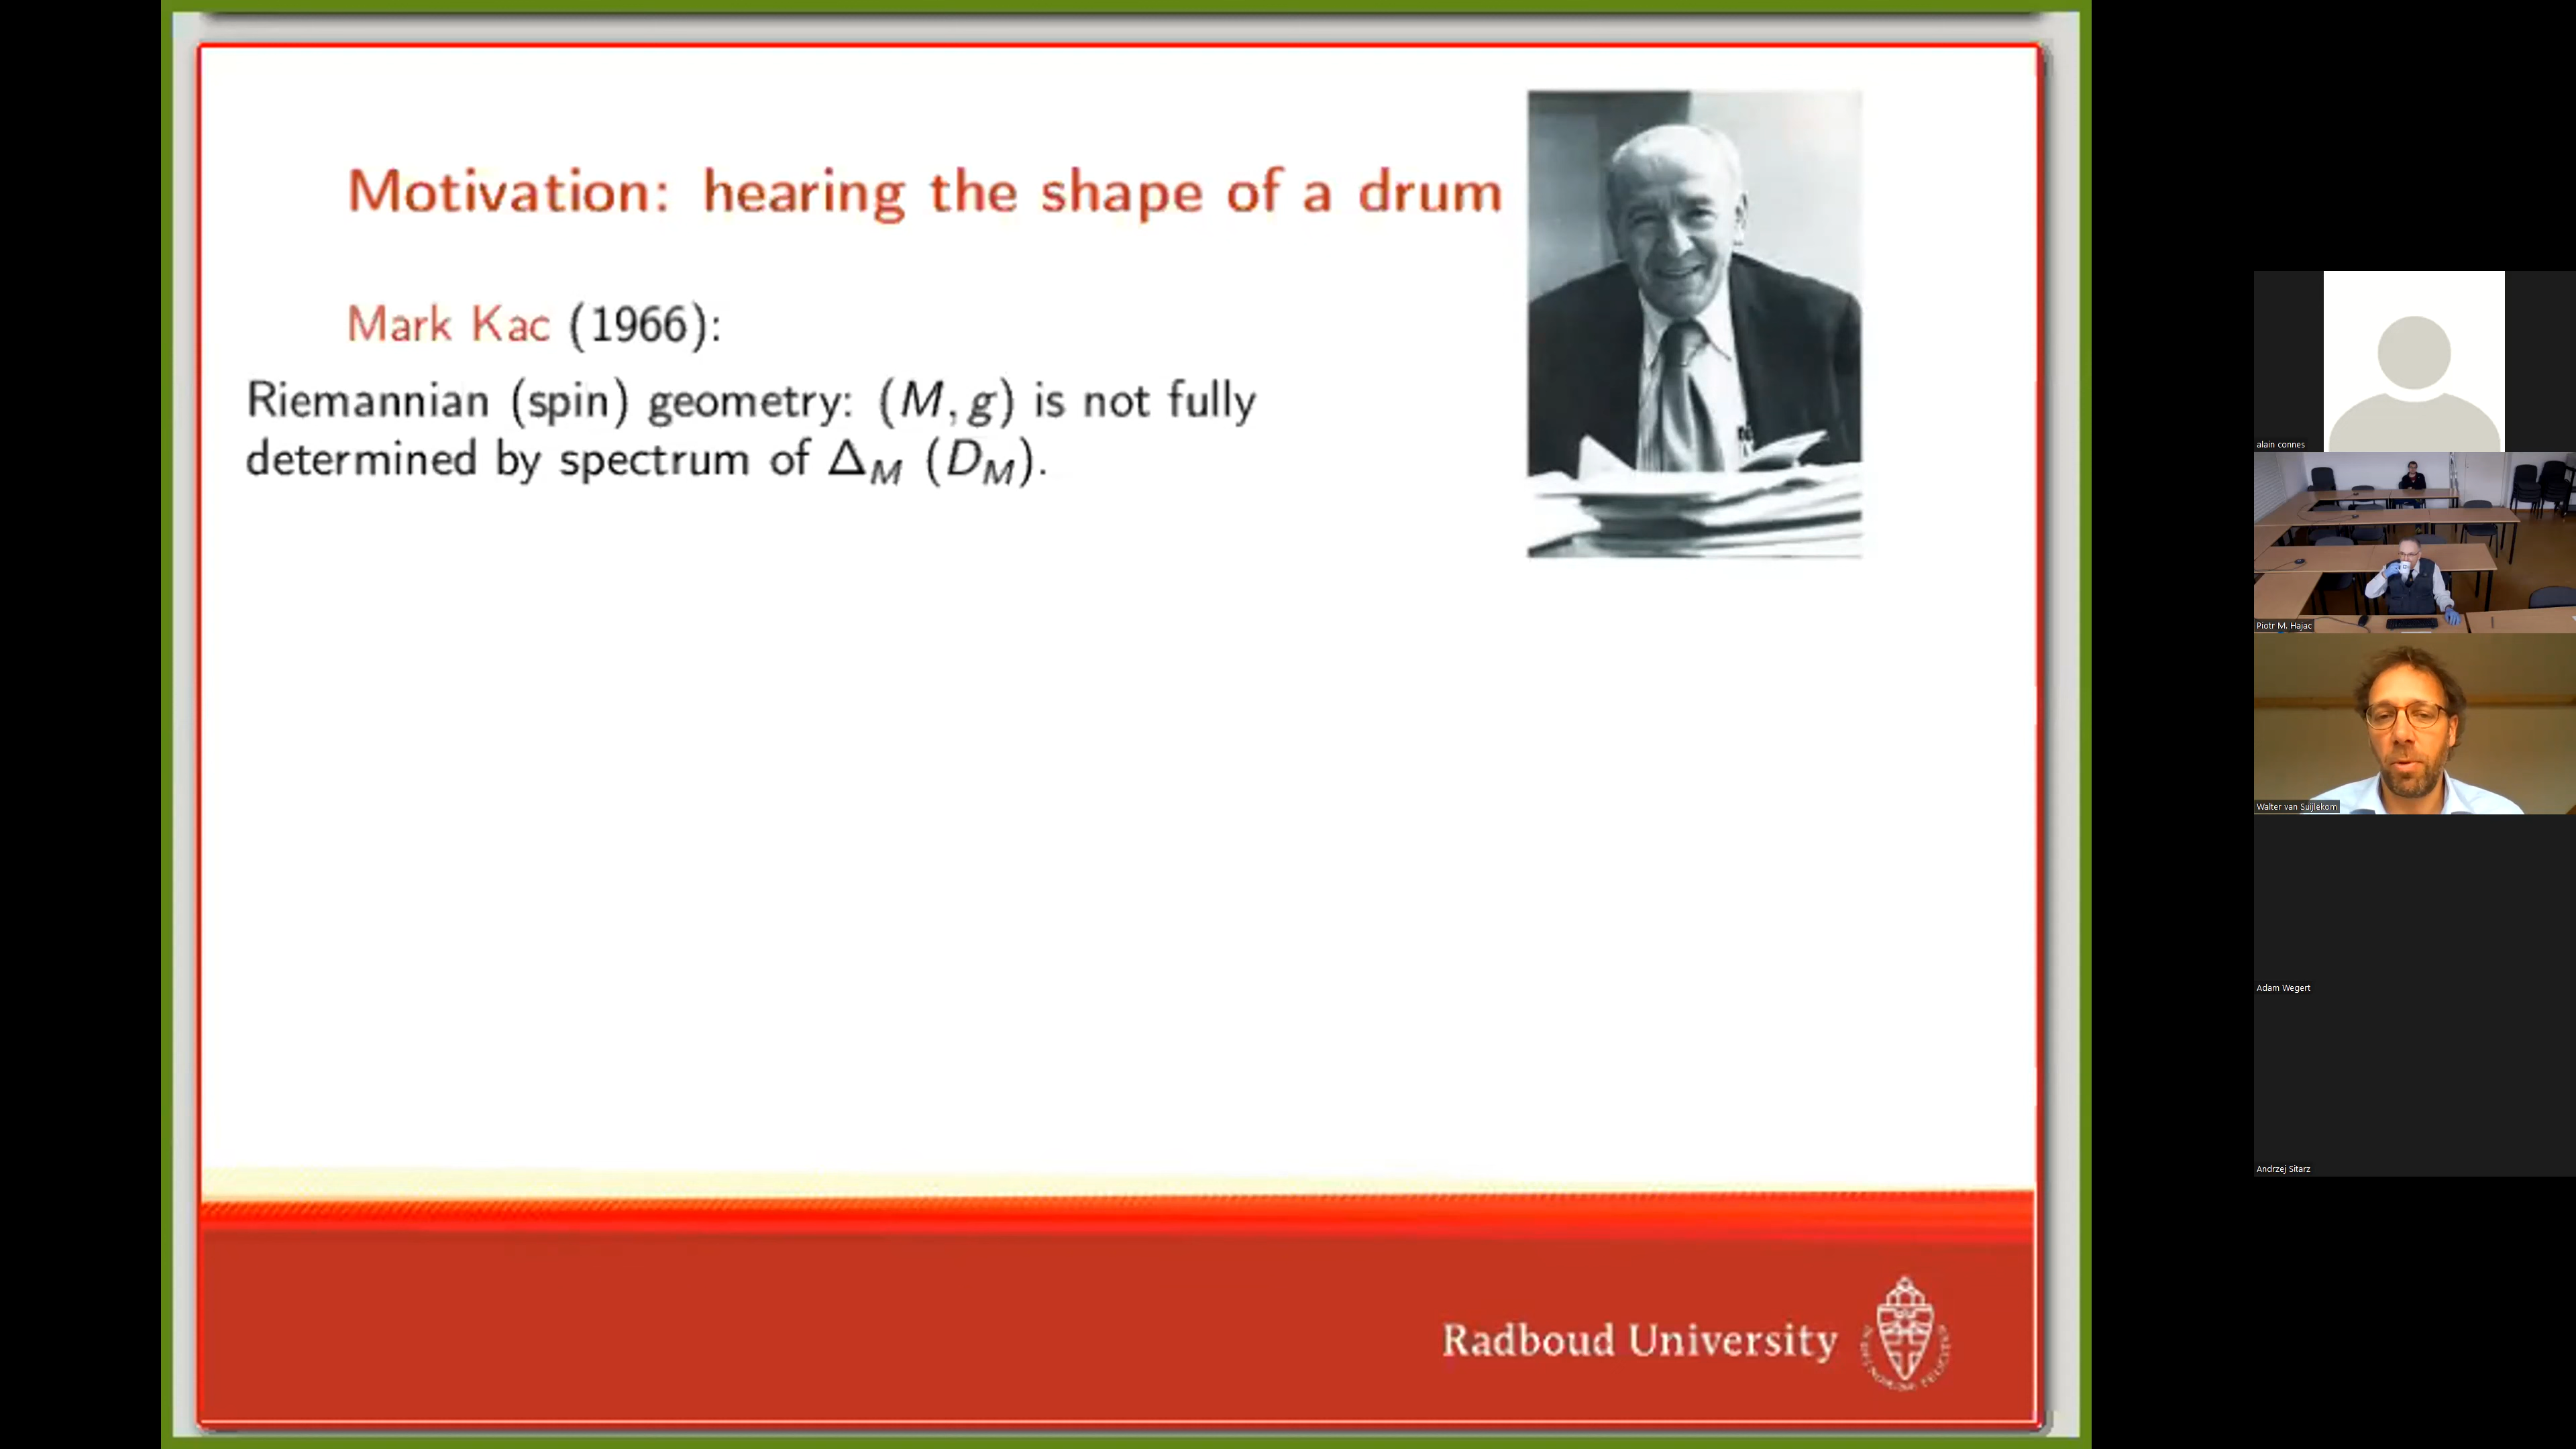 Motivation: hearing the shape of a drum
Mark Kac (1966):
Riemannian (spin) geometry: (M, g) is not fully
determined by spectrum of Δ_M (D_M).
Radboud University
alain connes
Piotr M. Hajac
Walter van Suijlekom
Adam Wegert
Andrzej Sitarz